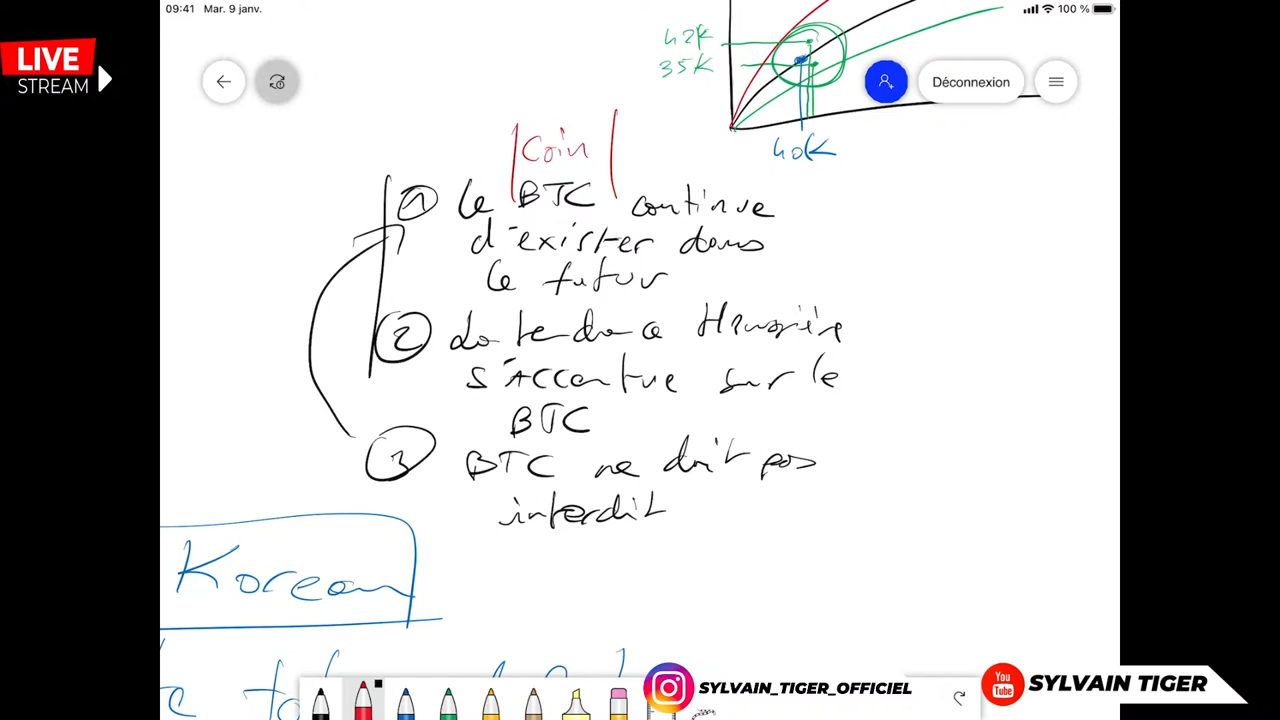 09:41 Mar. 9 janv.
100 %
LIVE
STREAM
42K
35K
Déconnexion
40K
Coin
1 Le BTC continue
d'exister dans
le futur
2 La tendance Haussière
s'Accentue sur le
BTC
3 BTC ne doit pas
interdit
Korean
SYLVAIN_TIGER_OFFICIEL
You
Tube
SYLVAIN TIGER